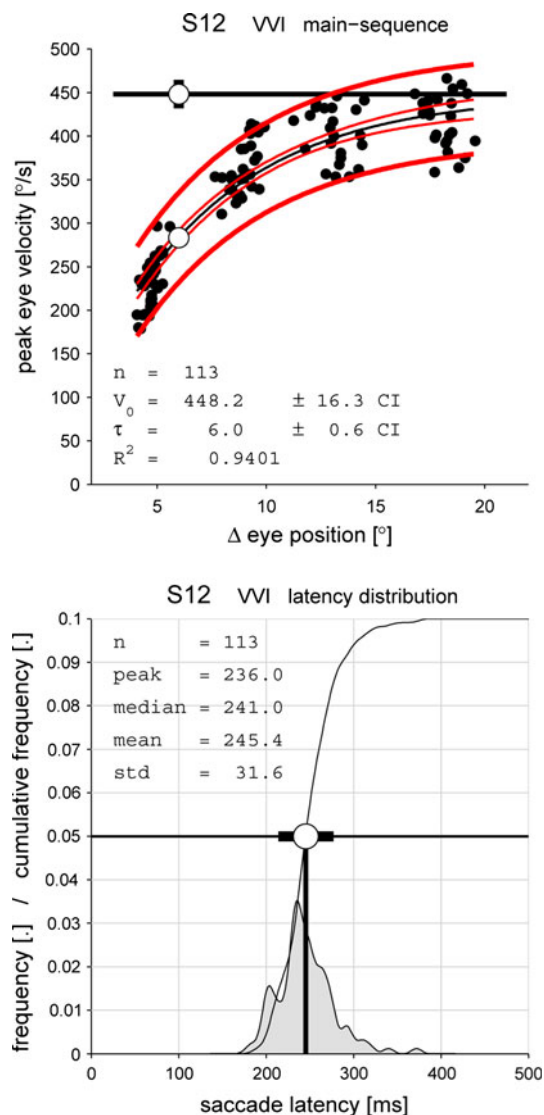 S12 VVI main−sequence
peak eye velocity [°/s]
500
450
400
350
300
250
200
150
100
50
0
n = 113
V0 = 448.2 ± 16.3 CI
τ = 6.0 ± 0.6 CI
R2 = 0.9401
5 10 15 20
Δ eye position [°]
S12 VVI latency distribution
frequency [.] / cumulative frequency [.]
0.1
0.09
0.08
0.07
0.06
0.05
0.04
0.03
0.02
0.01
0
n = 113
peak = 236.0
median = 241.0
mean = 245.4
std = 31.6
0 100 200 300 400 500
saccade latency [ms]